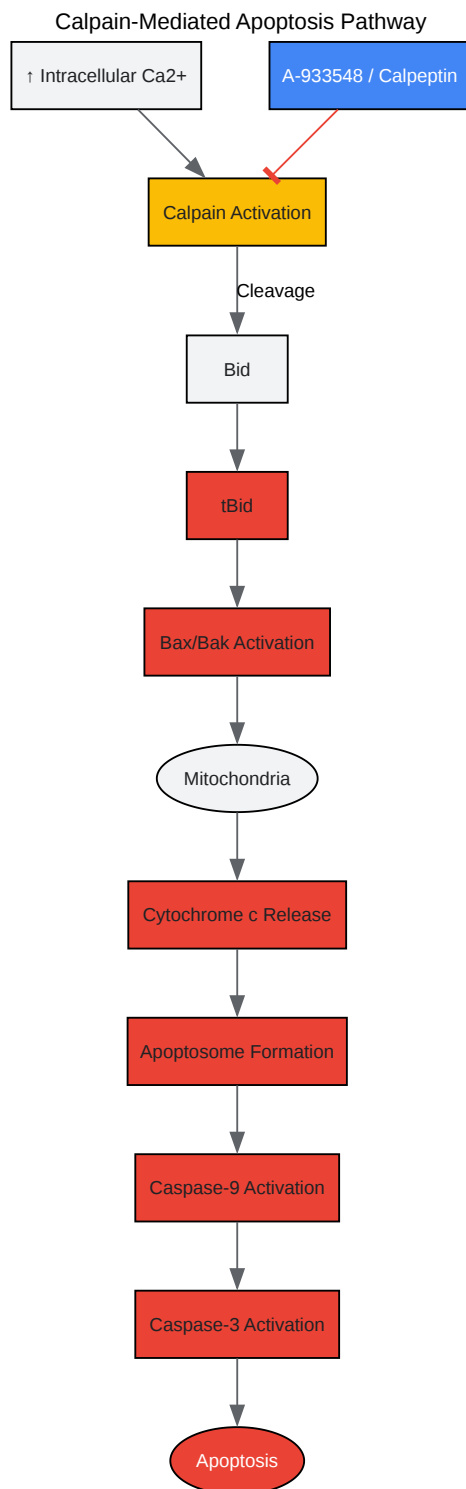 Calpain-Mediated Apoptosis Pathway
↑ Intracellular Ca2+
A-933548 / Calpeptin
Calpain Activation
Cleavage
Bid
tBid
Bax/Bak Activation
Mitochondria
Cytochrome c Release
Apoptosome Formation
Caspase-9 Activation
Caspase-3 Activation
Apoptosis